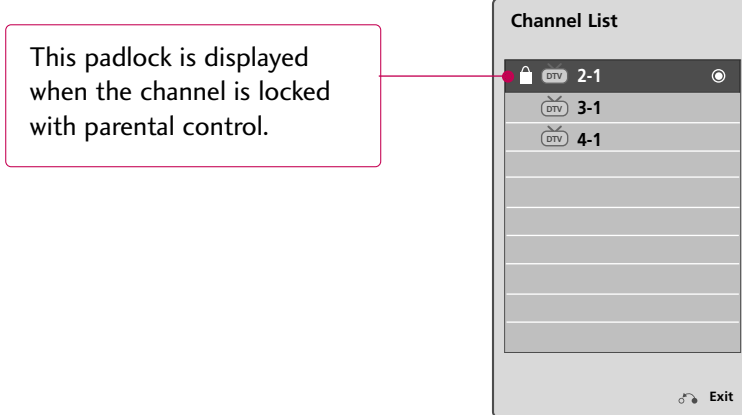 Channel List
This padlock is displayed
when the channel is locked
with parental control.
DTV 2-1
DTV 3-1
DTV 4-1
Exit